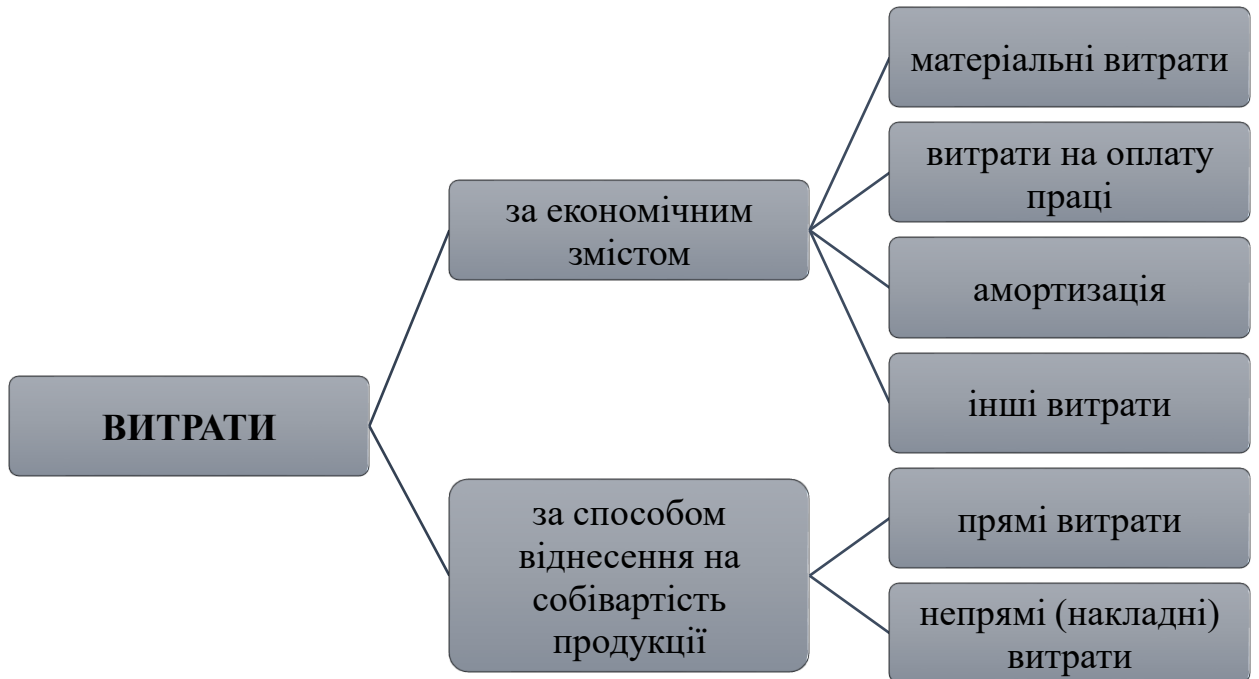 ВИТРАТИ
за економічним
змістом
матеріальні витрати
витрати на оплату
праці
амортизація
інші витрати
за способом
віднесення на
собівартість
продукції
прямі витрати
непрямі (накладні)
витрати